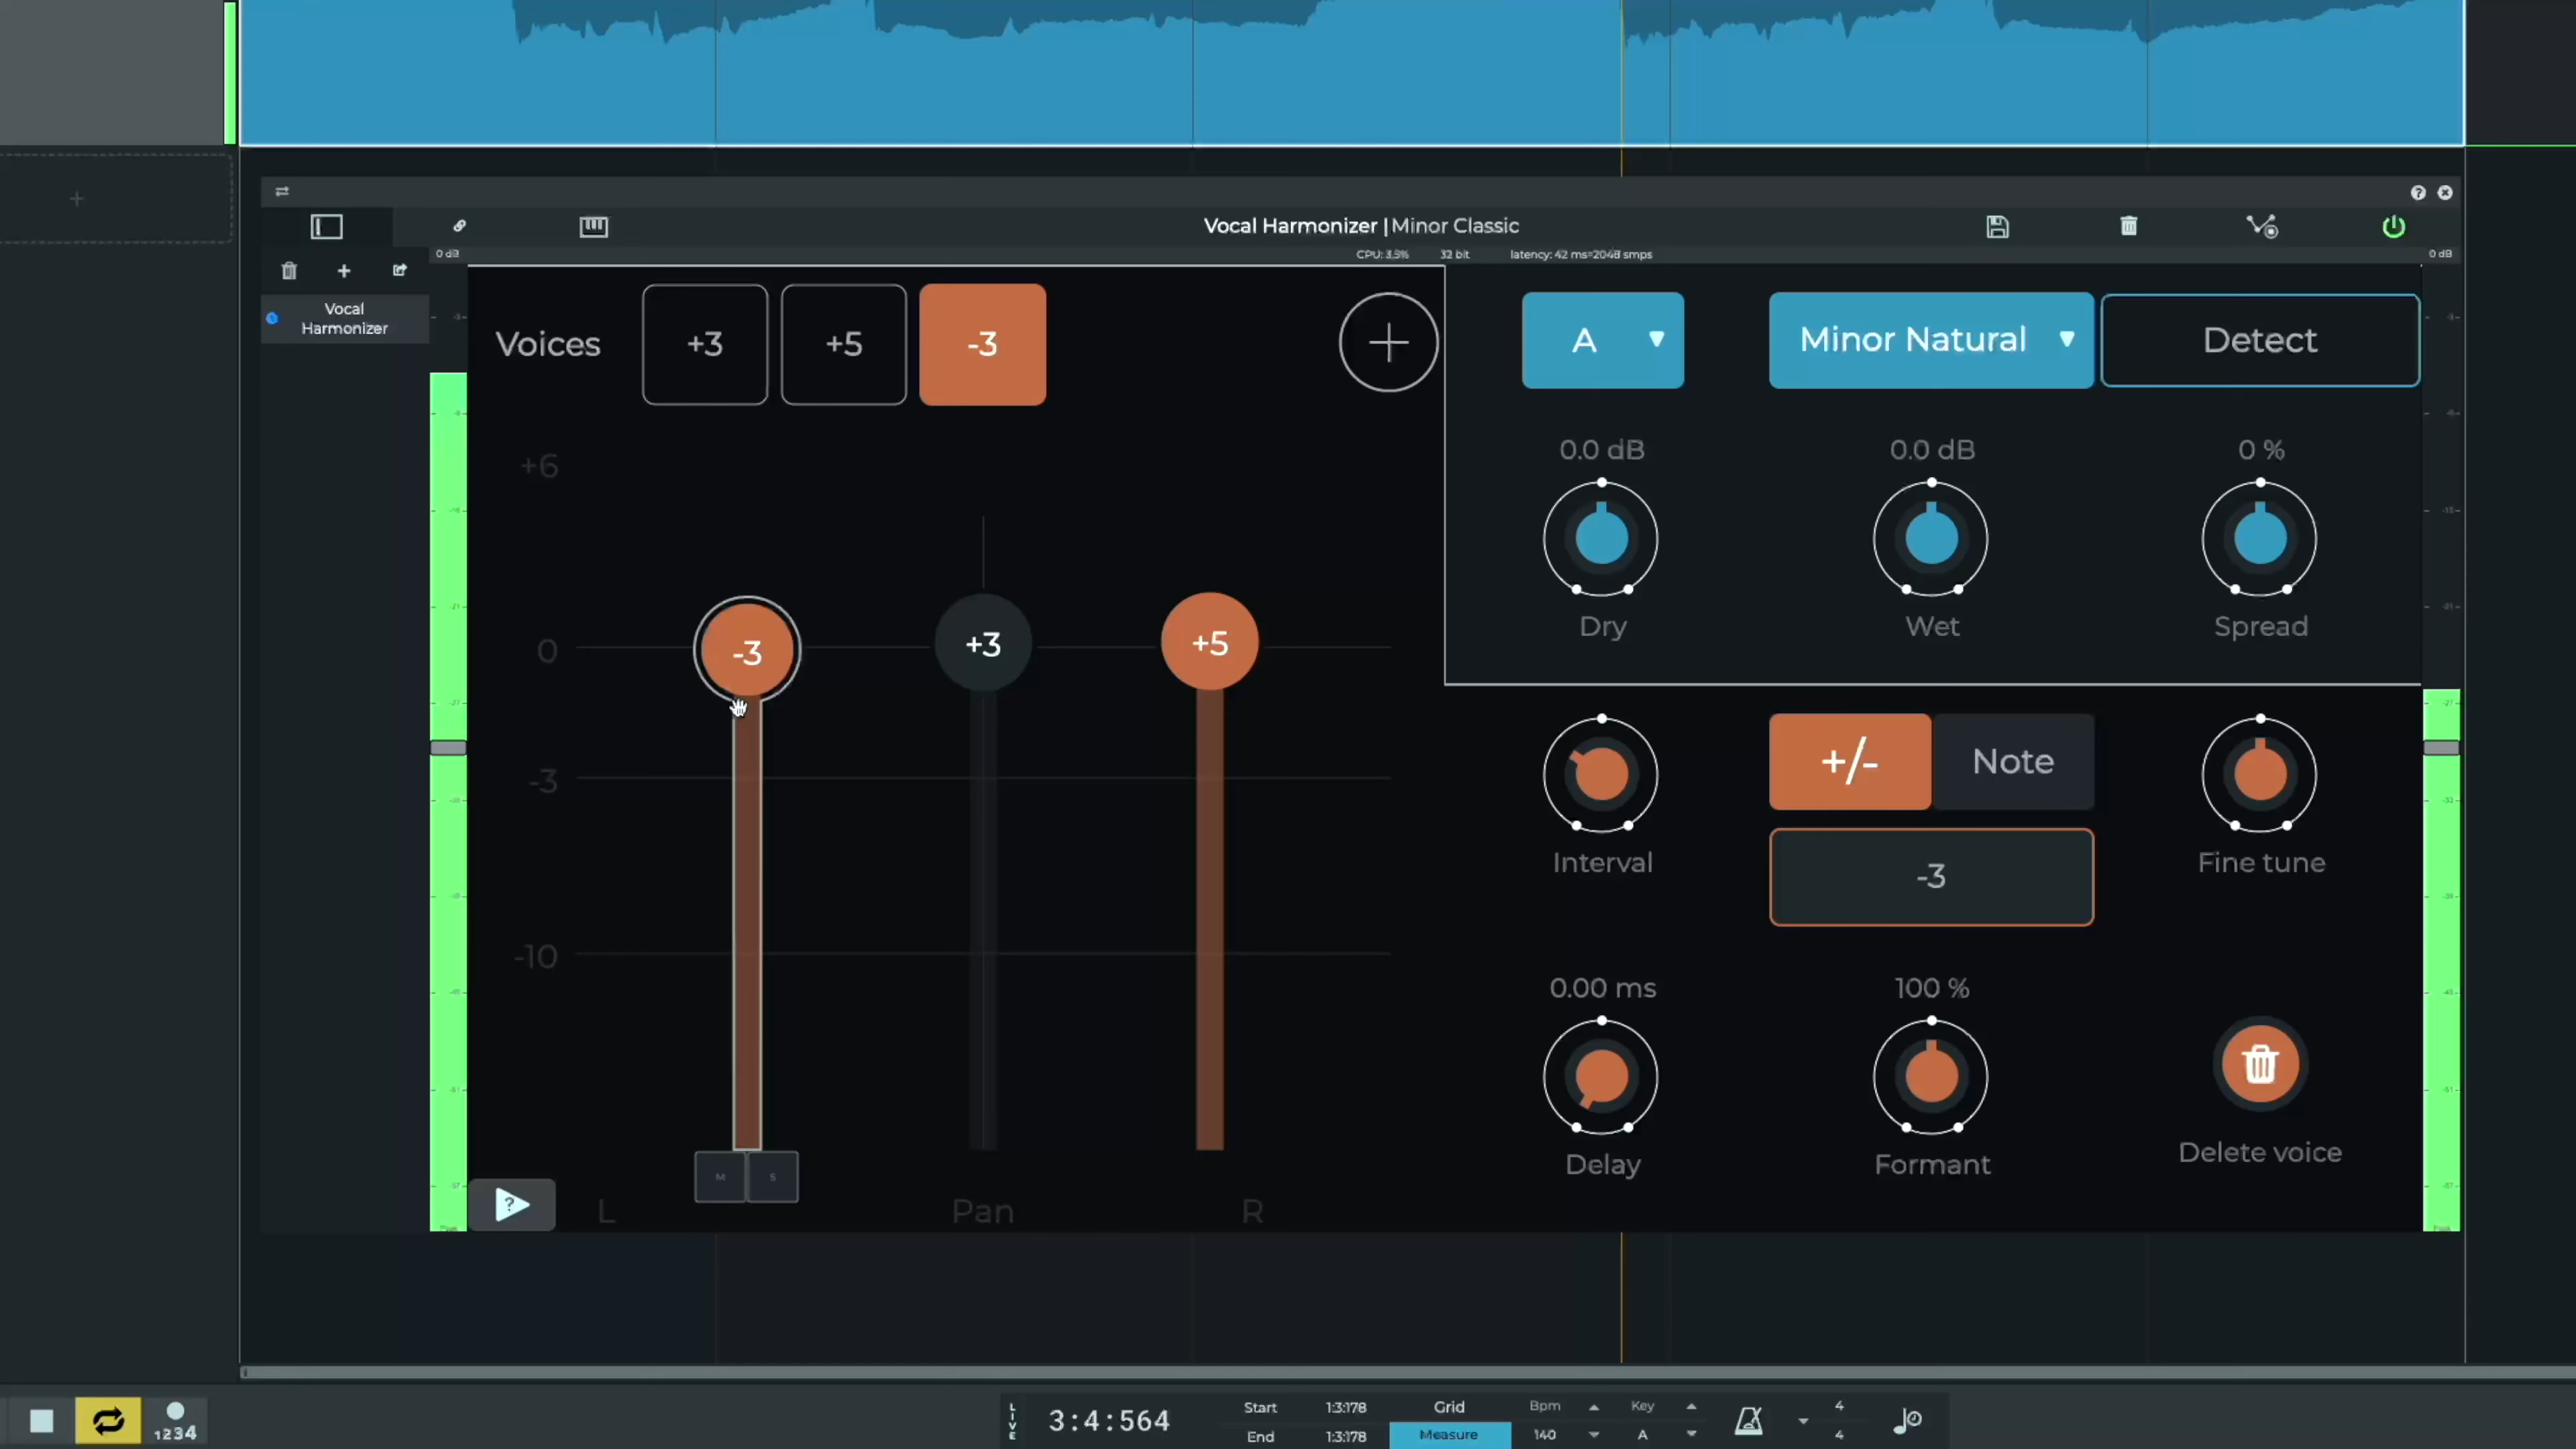 Vocal Harmonizer | Minor Classic
0 dB
CPU: 3,5%
32 bit
latency: 42 ms=2048 smps
0 dB
Vocal
Harmonizer
Voices
+3
+5
-3
A
Minor Natural
Detect
+6
0.0 dB
0.0 dB
0 %
Dry
Wet
Spread
0
-3
+3
+5
-3
+/-
Note
Interval
-3
Fine tune
-10
0.00 ms
100 %
Delay
Formant
Delete voice
M
S
?
L
Pan
R
1234
LIVE
3:4:564
Start
1:3:178
Grid
Bpm
Key
4
End
1:3:178
Measure
140
A
4